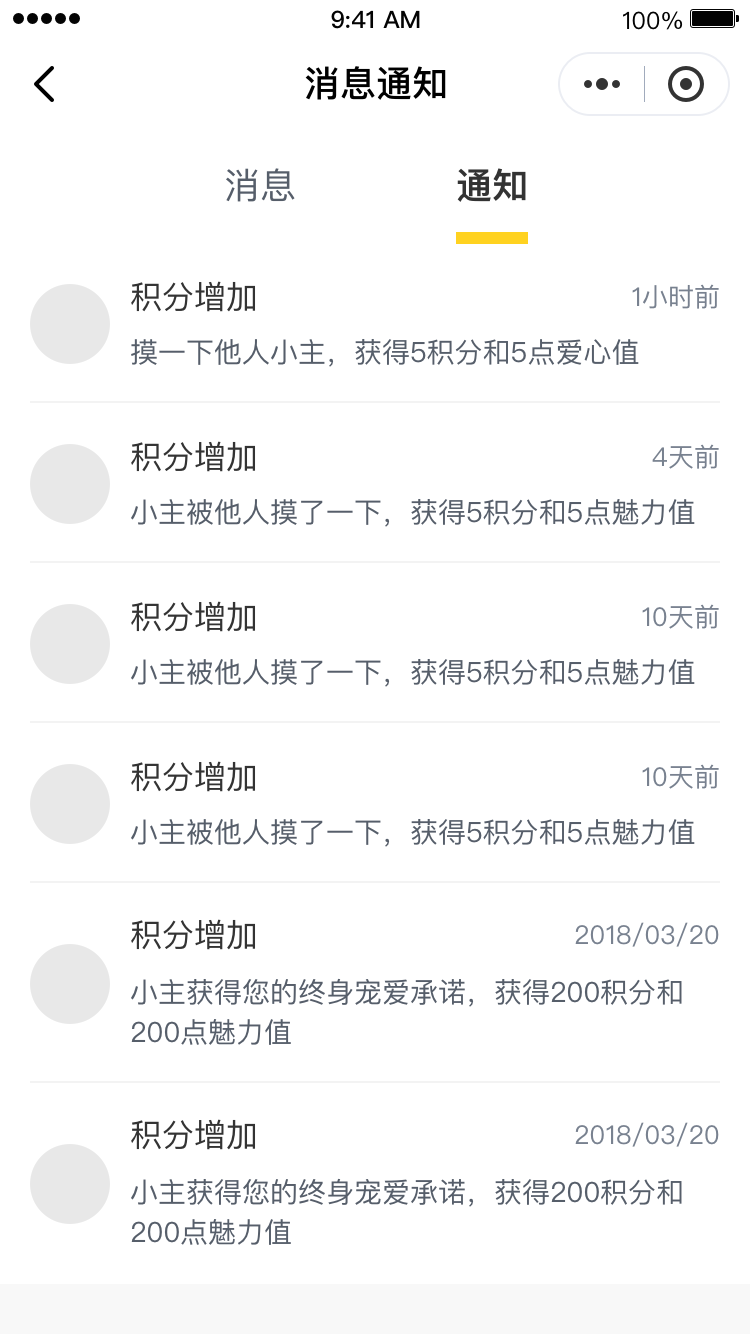 9:41 AM
100%
消息通知
消息
通知
积分增加
1小时前
摸一下他人小主，获得5积分和5点爱心值
积分增加
4天前
小主被他人摸了一下，获得5积分和5点魅力值
积分增加
10天前
小主被他人摸了一下，获得5积分和5点魅力值
积分增加
10天前
小主被他人摸了一下，获得5积分和5点魅力值
积分增加
2018/03/20
小主获得您的终身宠爱承诺，获得200积分和
200点魅力值
积分增加
2018/03/20
小主获得您的终身宠爱承诺，获得200积分和
200点魅力值